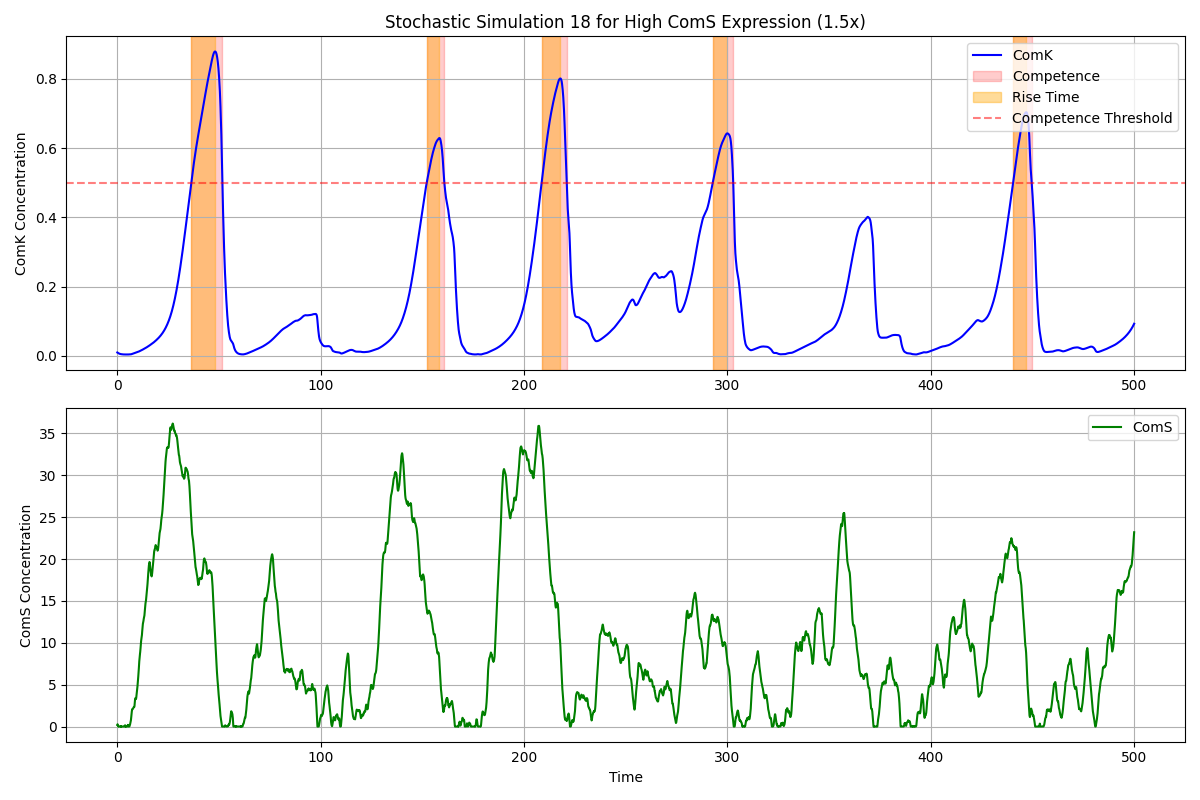 Stochastic Simulation 18 for High ComS Expression (1.5x)
ComK Concentration
0.8
0.6
0.4
0.2
0.0
ComK
Competence
Rise Time
Competence Threshold
0 100 200 300 400 500
ComS Concentration
35
30
25
20
15
10
5
0
ComS
0 100 200 300 400 500
Time